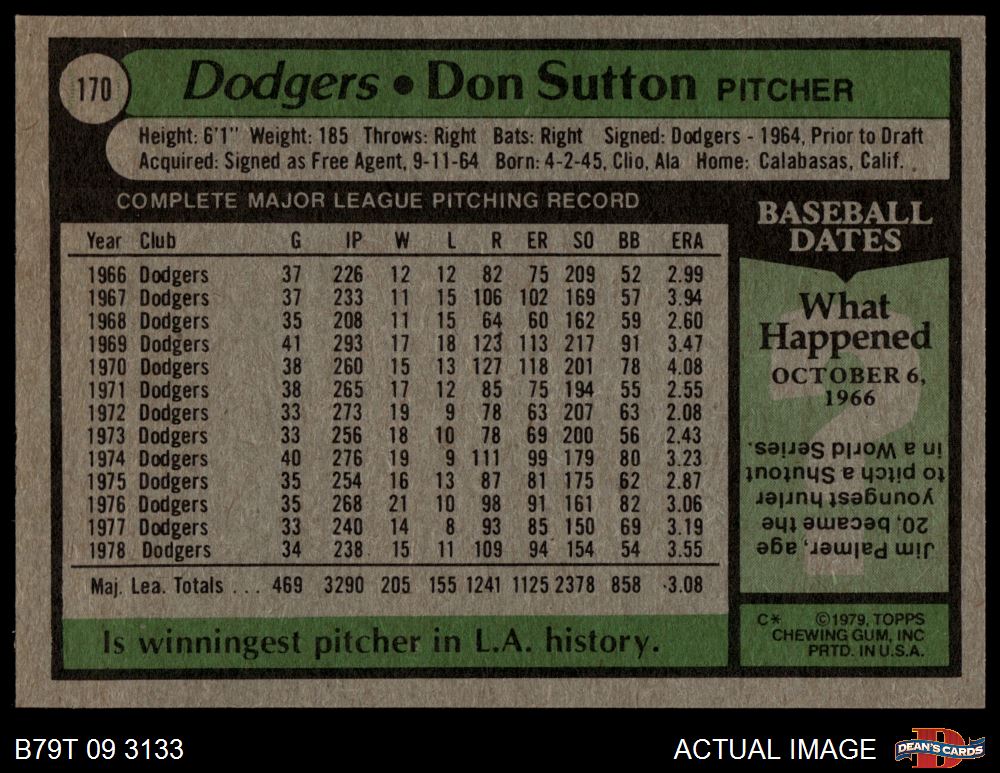 170
Dodgers • Don Sutton PITCHER
Height: 6'1" Weight: 185 Throws: Right Bats: Right Signed: Dodgers - 1964, Prior to Draft
Acquired: Signed as Free Agent, 9-11-64 Born: 4-2-45, Clio, Ala Home: Calabasas, Calif.
COMPLETE MAJOR LEAGUE PITCHING RECORD
Year Club G IP W L R ER SO BB ERA
1966 Dodgers 37 226 12 12 82 75 209 52 2.99
1967 Dodgers 37 233 11 15 106 102 169 57 3.94
1968 Dodgers 35 208 11 15 64 60 162 59 2.60
1969 Dodgers 41 293 17 18 123 113 217 91 3.47
1970 Dodgers 38 260 15 13 127 118 201 78 4.08
1971 Dodgers 38 265 17 12 85 75 194 55 2.55
1972 Dodgers 33 273 19 9 78 63 207 63 2.08
1973 Dodgers 33 256 18 10 78 69 200 56 2.43
1974 Dodgers 40 276 19 9 111 99 179 80 3.23
1975 Dodgers 35 254 16 13 87 81 175 62 2.87
1976 Dodgers 35 268 21 10 98 91 161 82 3.06
1977 Dodgers 33 240 14 8 93 85 150 69 3.19
1978 Dodgers 34 238 15 11 109 94 154 54 3.55
Maj. Lea. Totals ... 469 3290 205 155 1241 1125 2378 858 3.08
Is winningest pitcher in L.A. history.
BASEBALL
DATES
What
Happened
OCTOBER 6,
1966
Jim Palmer, age
20, became the
youngest hurler
to pitch a Shutout
in a World Series.
C* ©1979, TOPPS
CHEWING GUM, INC
PRTD. IN U.S.A.
B79T 09 3133
ACTUAL IMAGE
D
DEAN'S CARDS